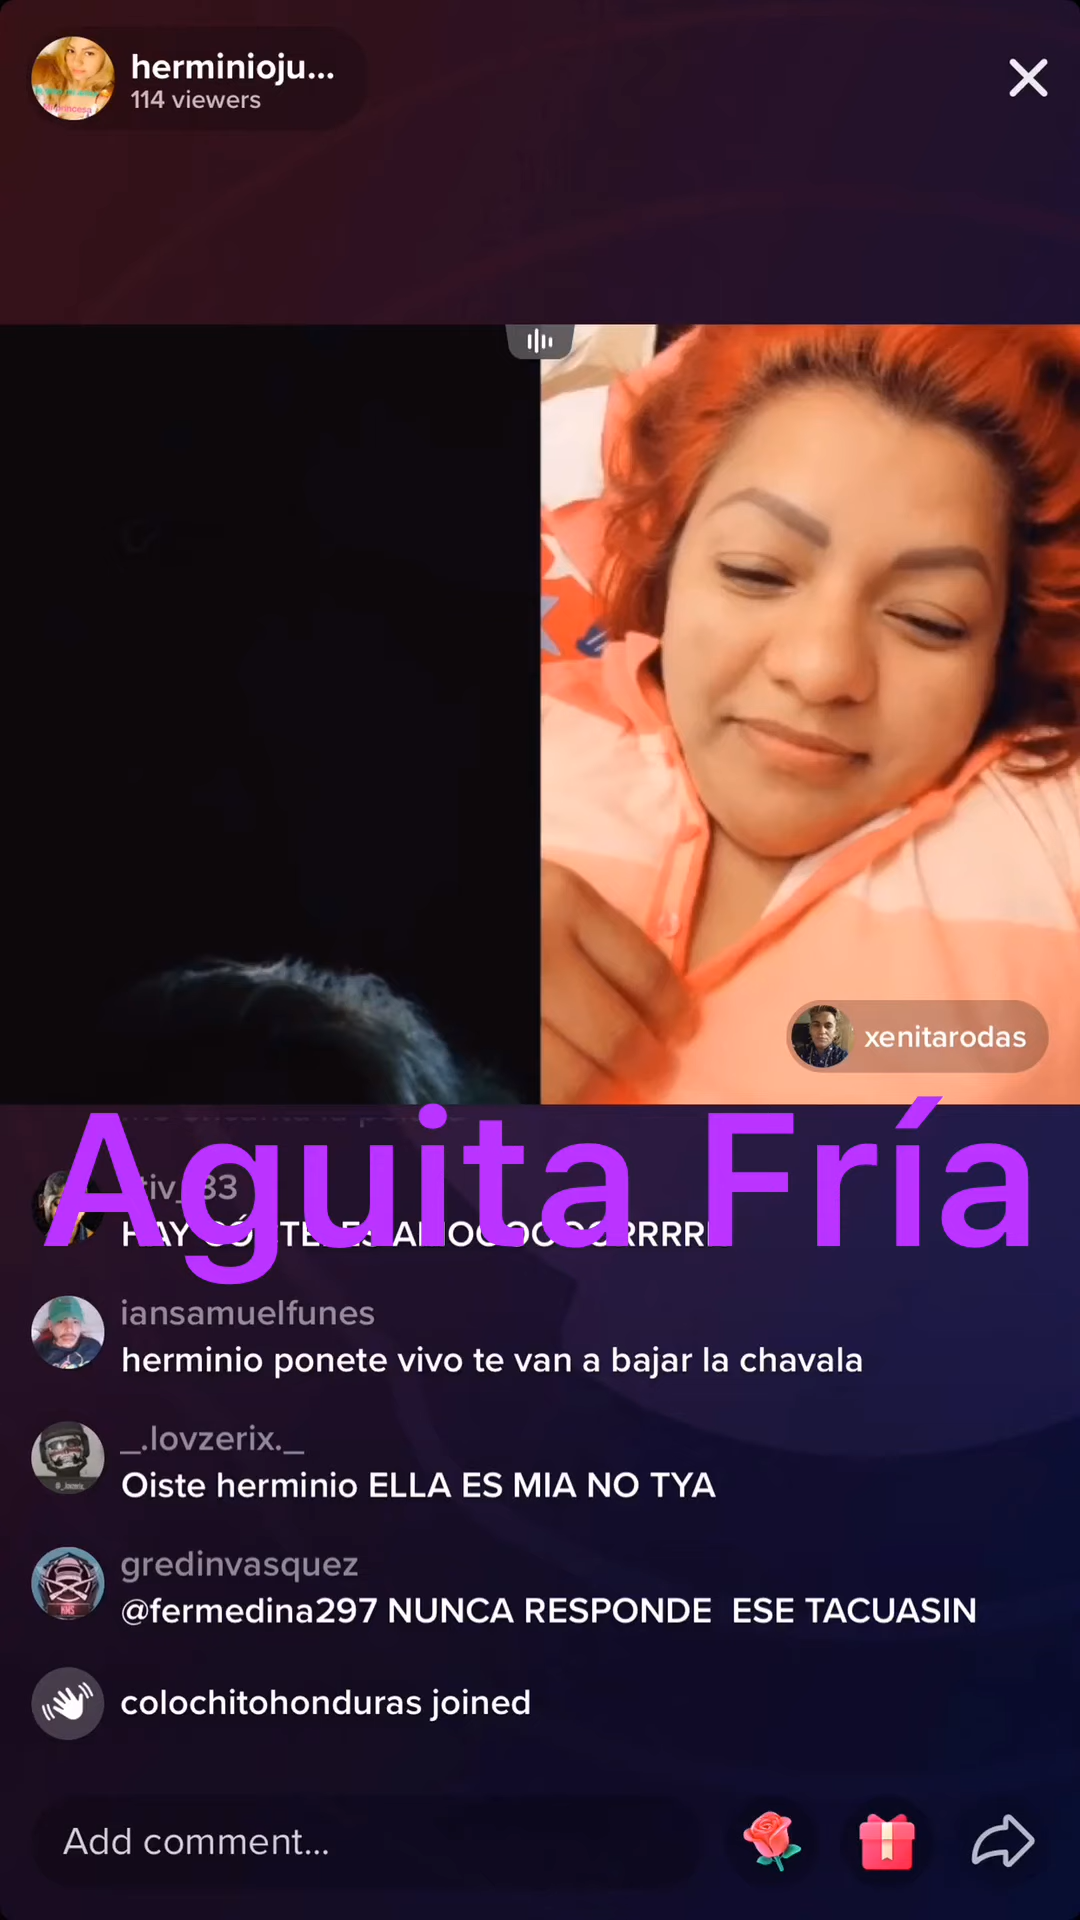 herminioju...
114 viewers
xenitarodas
Aguita Fría
iansamuelfunes
herminio ponete vivo te van a bajar la chavala
_.lovzerix._
Oiste herminio ELLA ES MIA NO TYA
gredinvasquez
@fermedina297 NUNCA RESPONDE ESE TACUASIN
colochitohonduras joined
Add comment...